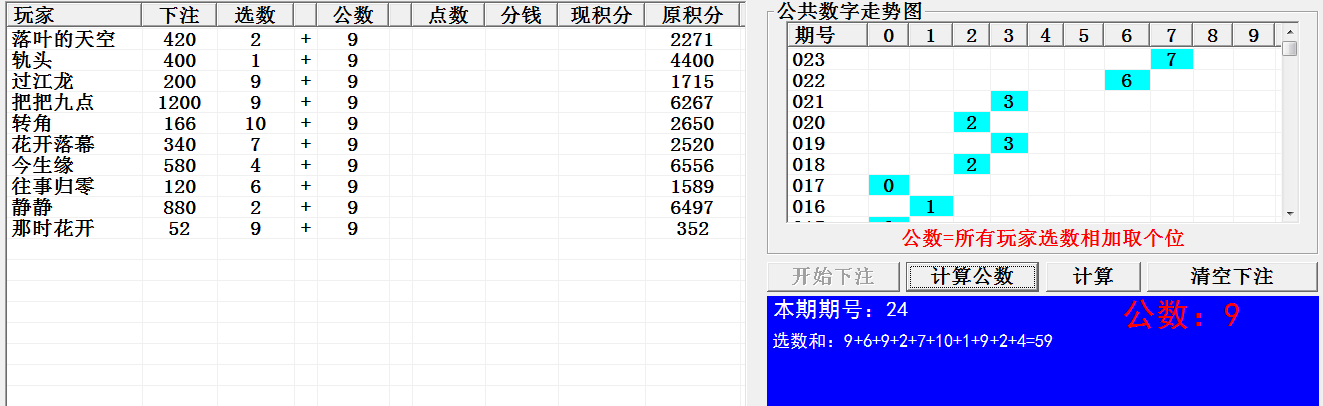 玩家 下注 选数 公数 点数 分钱 现积分 原积分
落叶的天空 420 2 + 9 2271
轨头 400 1 + 9 4400
过江龙 200 9 + 9 1715
把把九点 1200 9 + 9 6267
转角 166 10 + 9 2650
花开落幕 340 7 + 9 2520
今生缘 580 4 + 9 6556
往事归零 120 6 + 9 1589
静静 880 2 + 9 6497
那时花开 52 9 + 9 352
公共数字走势图
期号 0 1 2 3 4 5 6 7 8 9
023 7
022 6
021 3
020 2
019 3
018 2
017 0
016 1
公数=所有玩家选数相加取个位
开始下注 计算公数 计算 清空下注
本期期号：24 公数：9
选数和：9+6+9+2+7+10+1+9+2+4=59